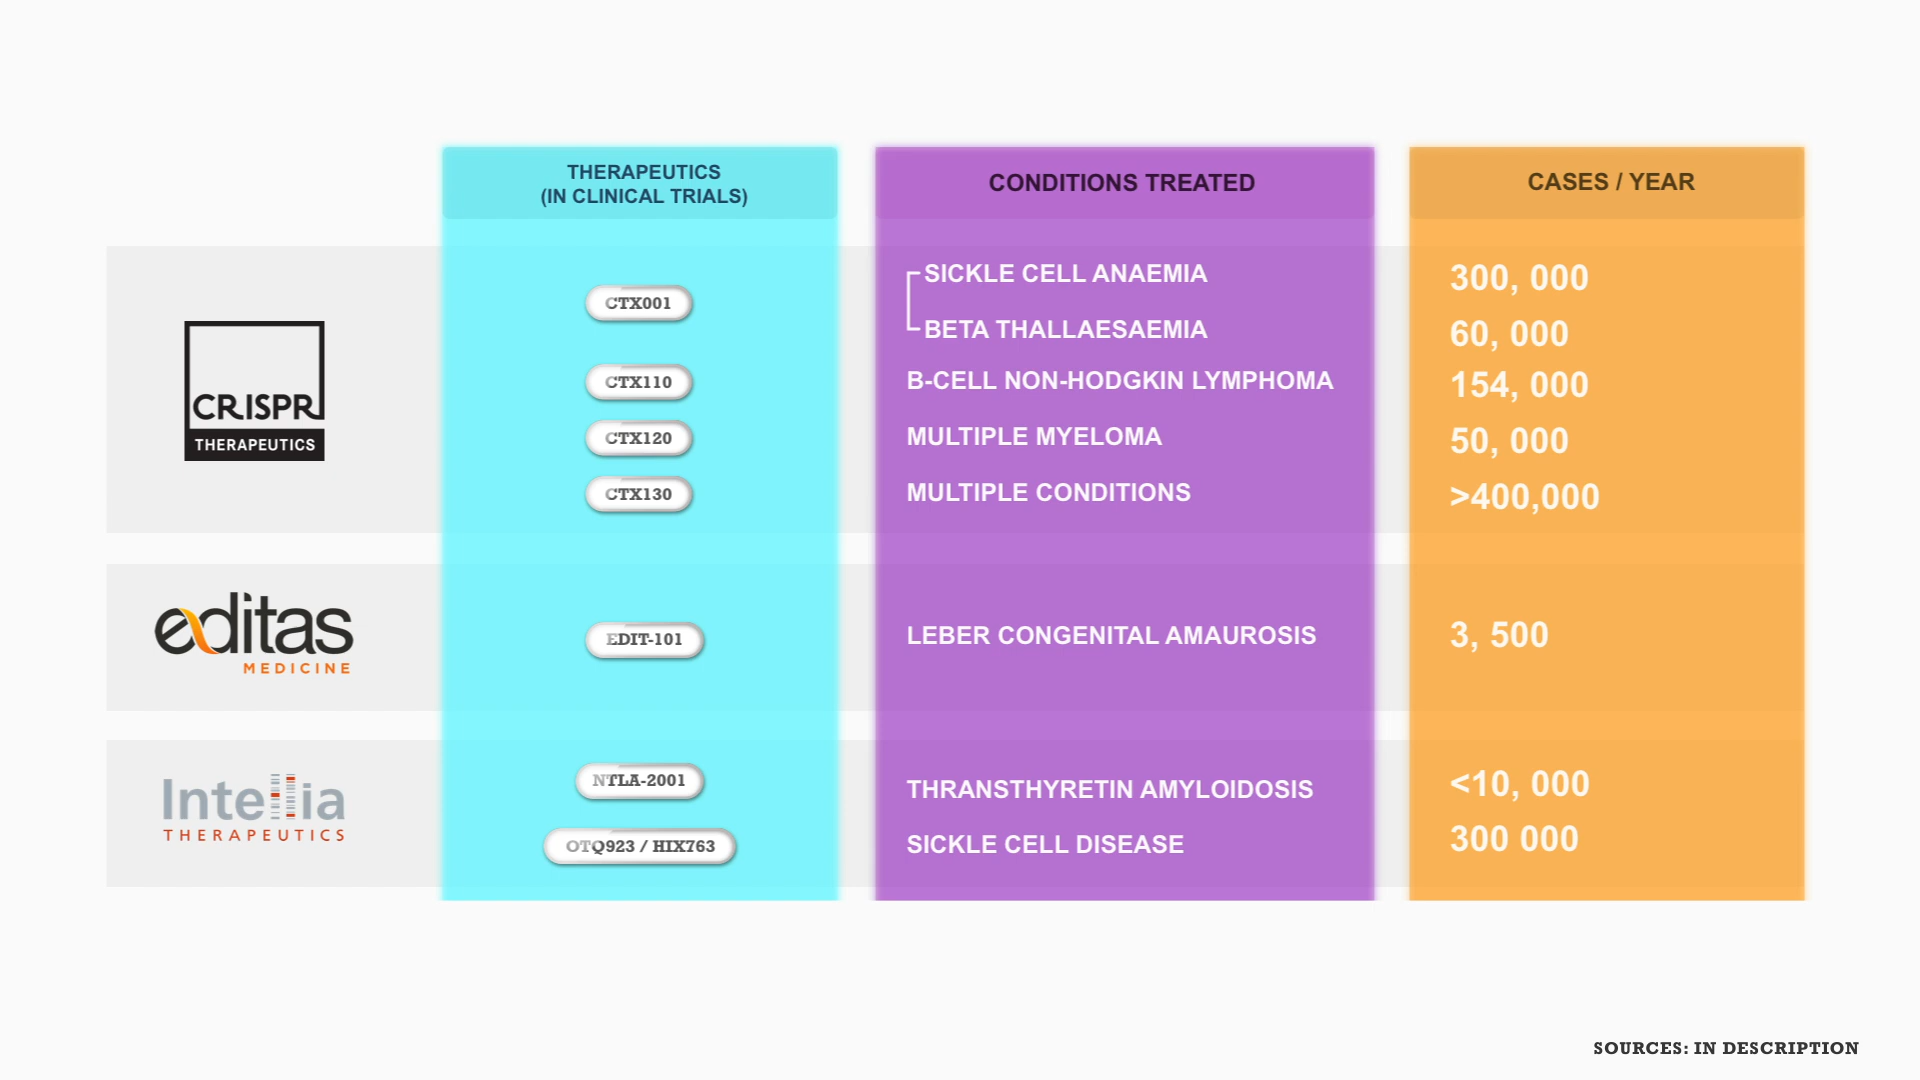 THERAPEUTICS
(IN CLINICAL TRIALS)
CONDITIONS TREATED
CASES / YEAR
CRISPR
THERAPEUTICS
CTX001
SICKLE CELL ANAEMIA
300, 000
BETA THALLAESAEMIA
60, 000
CTX110
B-CELL NON-HODGKIN LYMPHOMA
154, 000
CTX120
MULTIPLE MYELOMA
50, 000
CTX130
MULTIPLE CONDITIONS
>400,000
editas
MEDICINE
EDIT-101
LEBER CONGENITAL AMAUROSIS
3, 500
Intellia
THERAPEUTICS
NTLA-2001
THRANSTHYRETIN AMYLOIDOSIS
<10, 000
OTQ923 / HIX763
SICKLE CELL DISEASE
300 000
SOURCES: IN DESCRIPTION